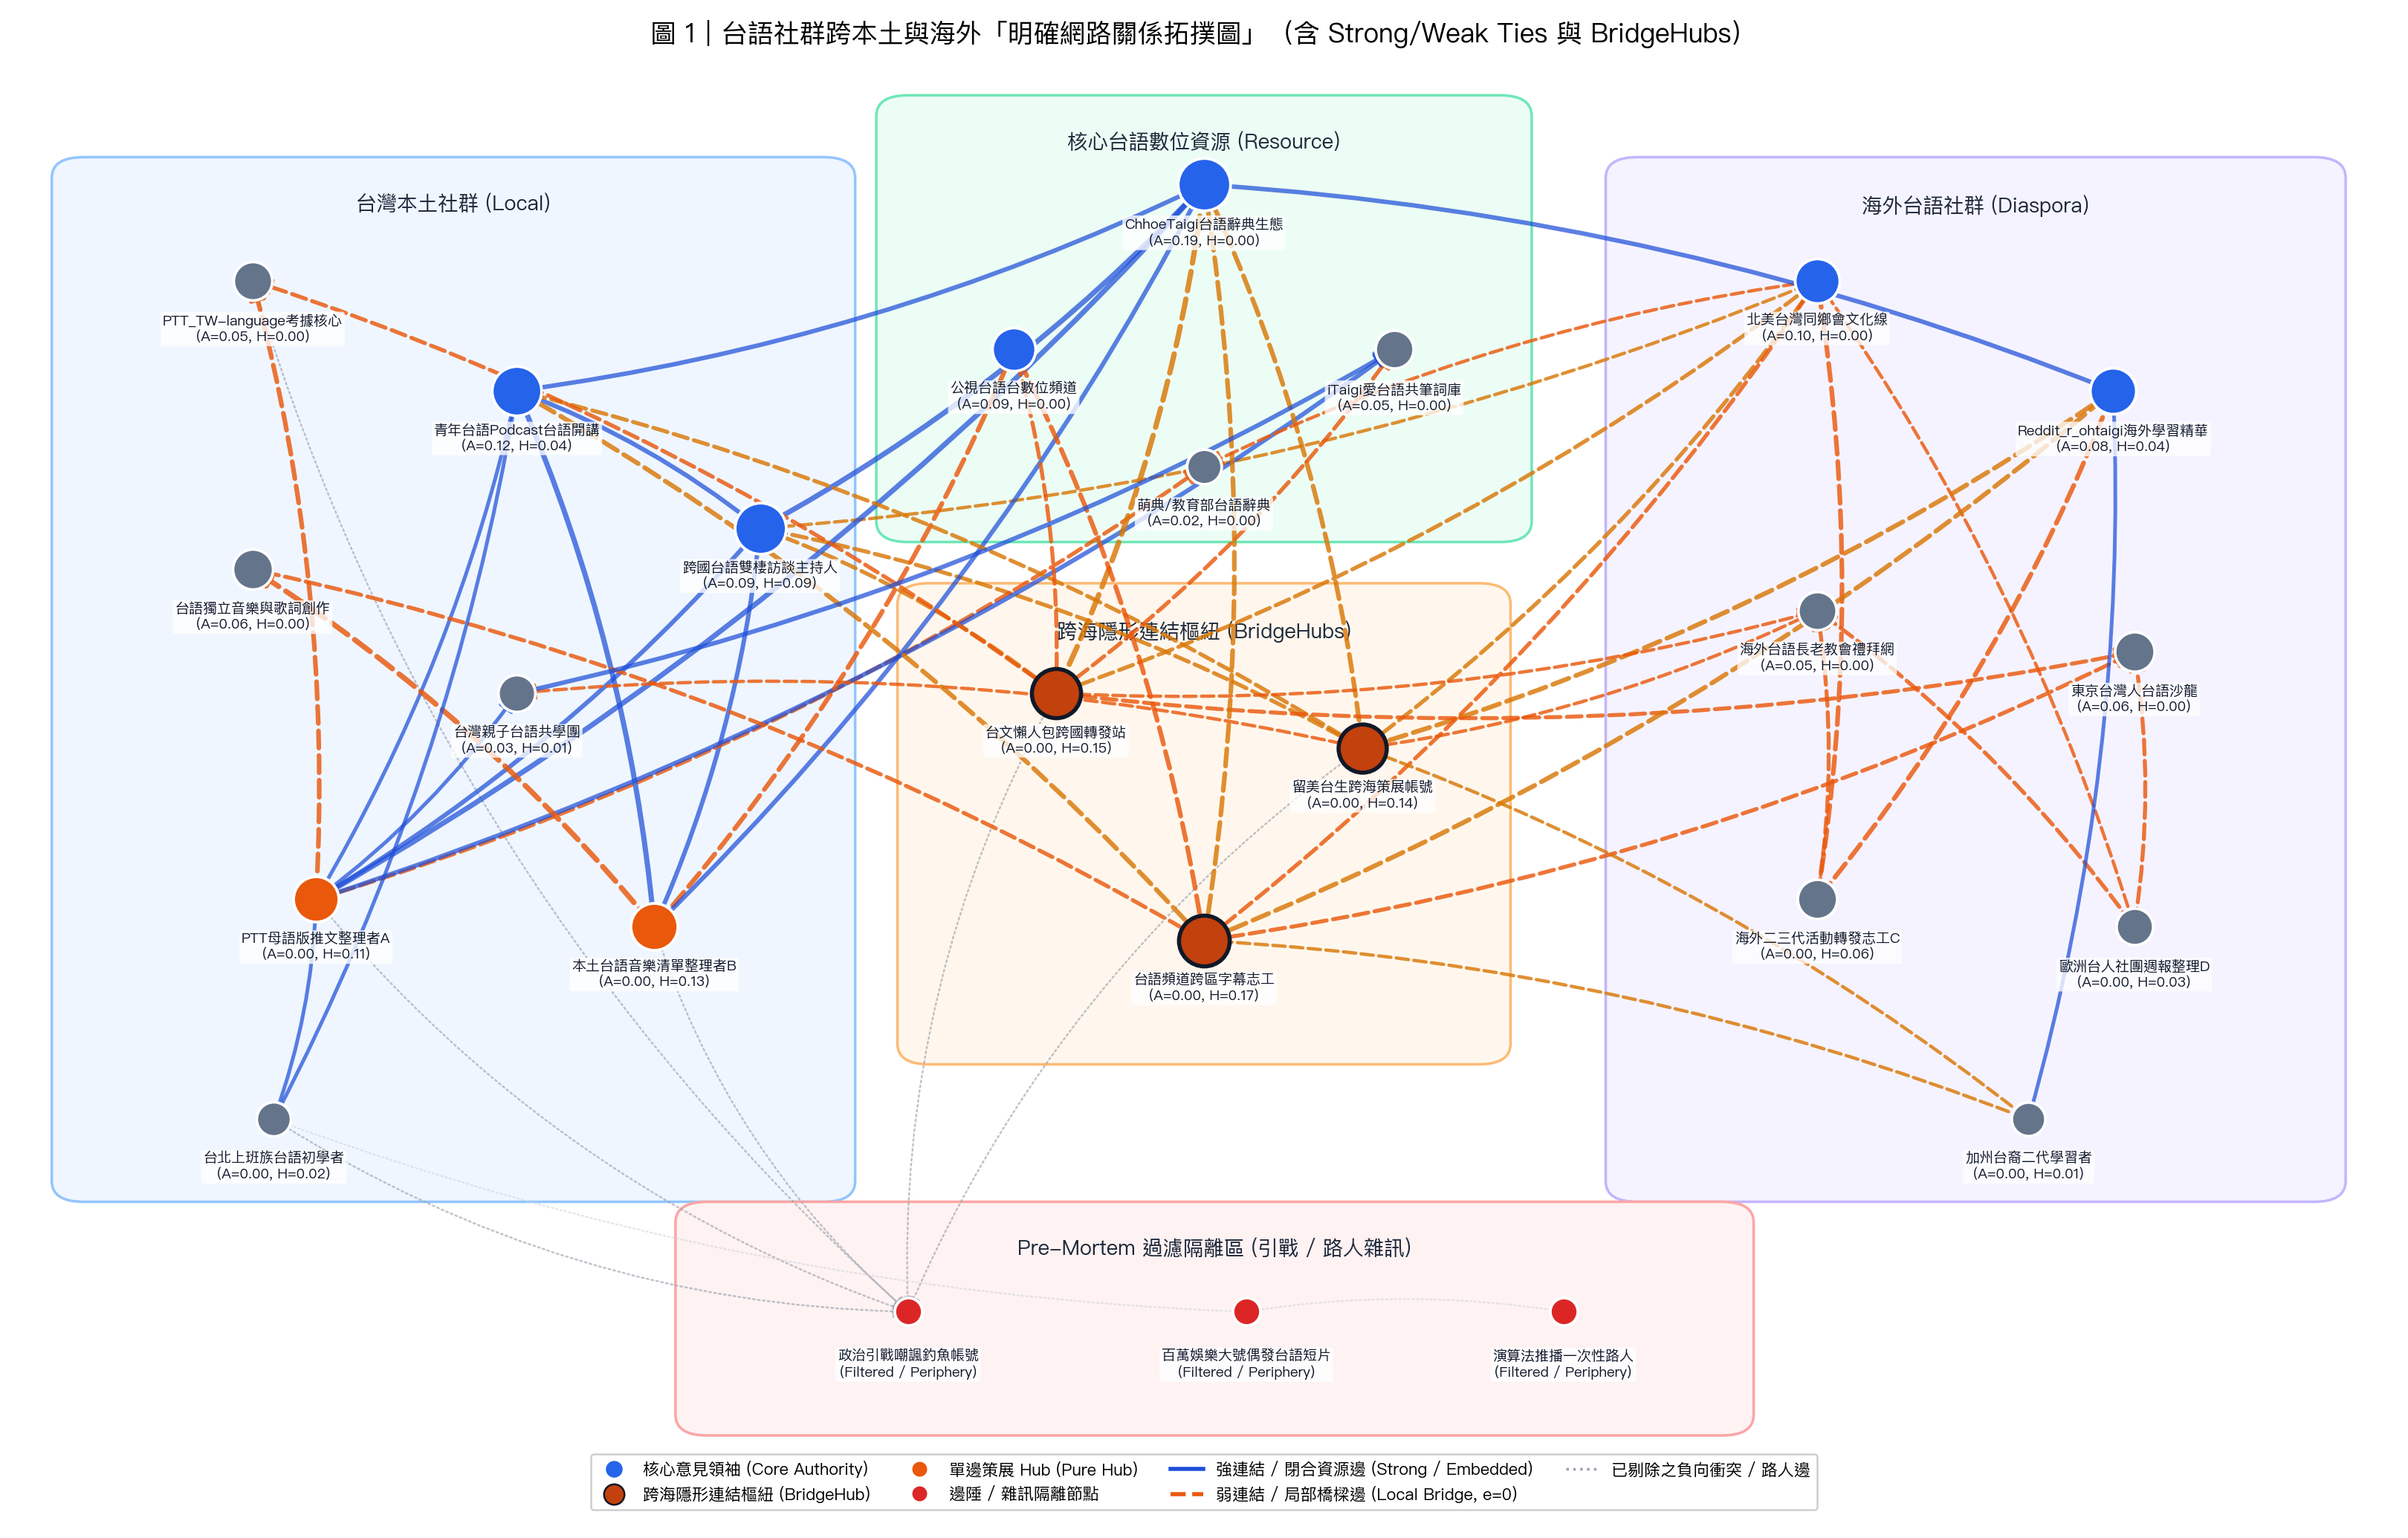 圖 1｜台語社群跨本土與海外「明確網路關係拓撲圖」（含 Strong/Weak Ties 與 BridgeHubs）
核心台語數位資源 (Resource)
台灣本土社群 (Local)
海外台語社群 (Diaspora)
ChhoeTaigi台語辭典生態
(A=0.19, H=0.00)
PTT_TW-language考據核心
(A=0.05, H=0.00)
北美台灣同鄉會文化線
(A=0.10, H=0.00)
公視台語台數位頻道
(A=0.09, H=0.00)
iTaigi愛台語共筆詞庫
(A=0.05, H=0.00)
青年台語Podcast台語開講
(A=0.12, H=0.04)
Reddit_r_ohtaigi海外學習精華
(A=0.08, H=0.04)
萌典/教育部台語辭典
(A=0.02, H=0.00)
跨國台語雙棲訪談主持人
(A=0.09, H=0.09)
台語獨立音樂與歌詞創作
(A=0.06, H=0.00)
跨海隱形連結樞紐 (BridgeHubs)
海外台語長老教會禮拜網
(A=0.05, H=0.00)
東京台灣人台語沙龍
(A=0.06, H=0.00)
台灣親子台語共學團
(A=0.03, H=0.01)
台文懶人包跨國轉發站
(A=0.00, H=0.15)
留美台生跨海策展帳號
(A=0.00, H=0.14)
PTT母語版推文整理者A
(A=0.00, H=0.11)
本土台語音樂清單整理者B
(A=0.00, H=0.13)
台語頻道跨區字幕志工
(A=0.00, H=0.17)
海外二三代活動轉發志工C
(A=0.00, H=0.06)
歐洲台人社團週報整理D
(A=0.00, H=0.03)
台北上班族台語初學者
(A=0.00, H=0.02)
加州台裔二代學習者
(A=0.00, H=0.01)
Pre-Mortem 過濾隔離區 (引戰 / 路人雜訊)
政治引戰嘲諷釣魚帳號
(Filtered / Periphery)
百萬娛樂大號偶發台語短片
(Filtered / Periphery)
演算法推播一次性路人
(Filtered / Periphery)
核心意見領袖 (Core Authority)
跨海隱形連結樞紐 (BridgeHub)
單邊策展 Hub (Pure Hub)
邊陲 / 雜訊隔離節點
強連結 / 閉合資源邊 (Strong / Embedded)
弱連結 / 局部橋樑邊 (Local Bridge, e=0)
已剔除之負向衝突 / 路人邊